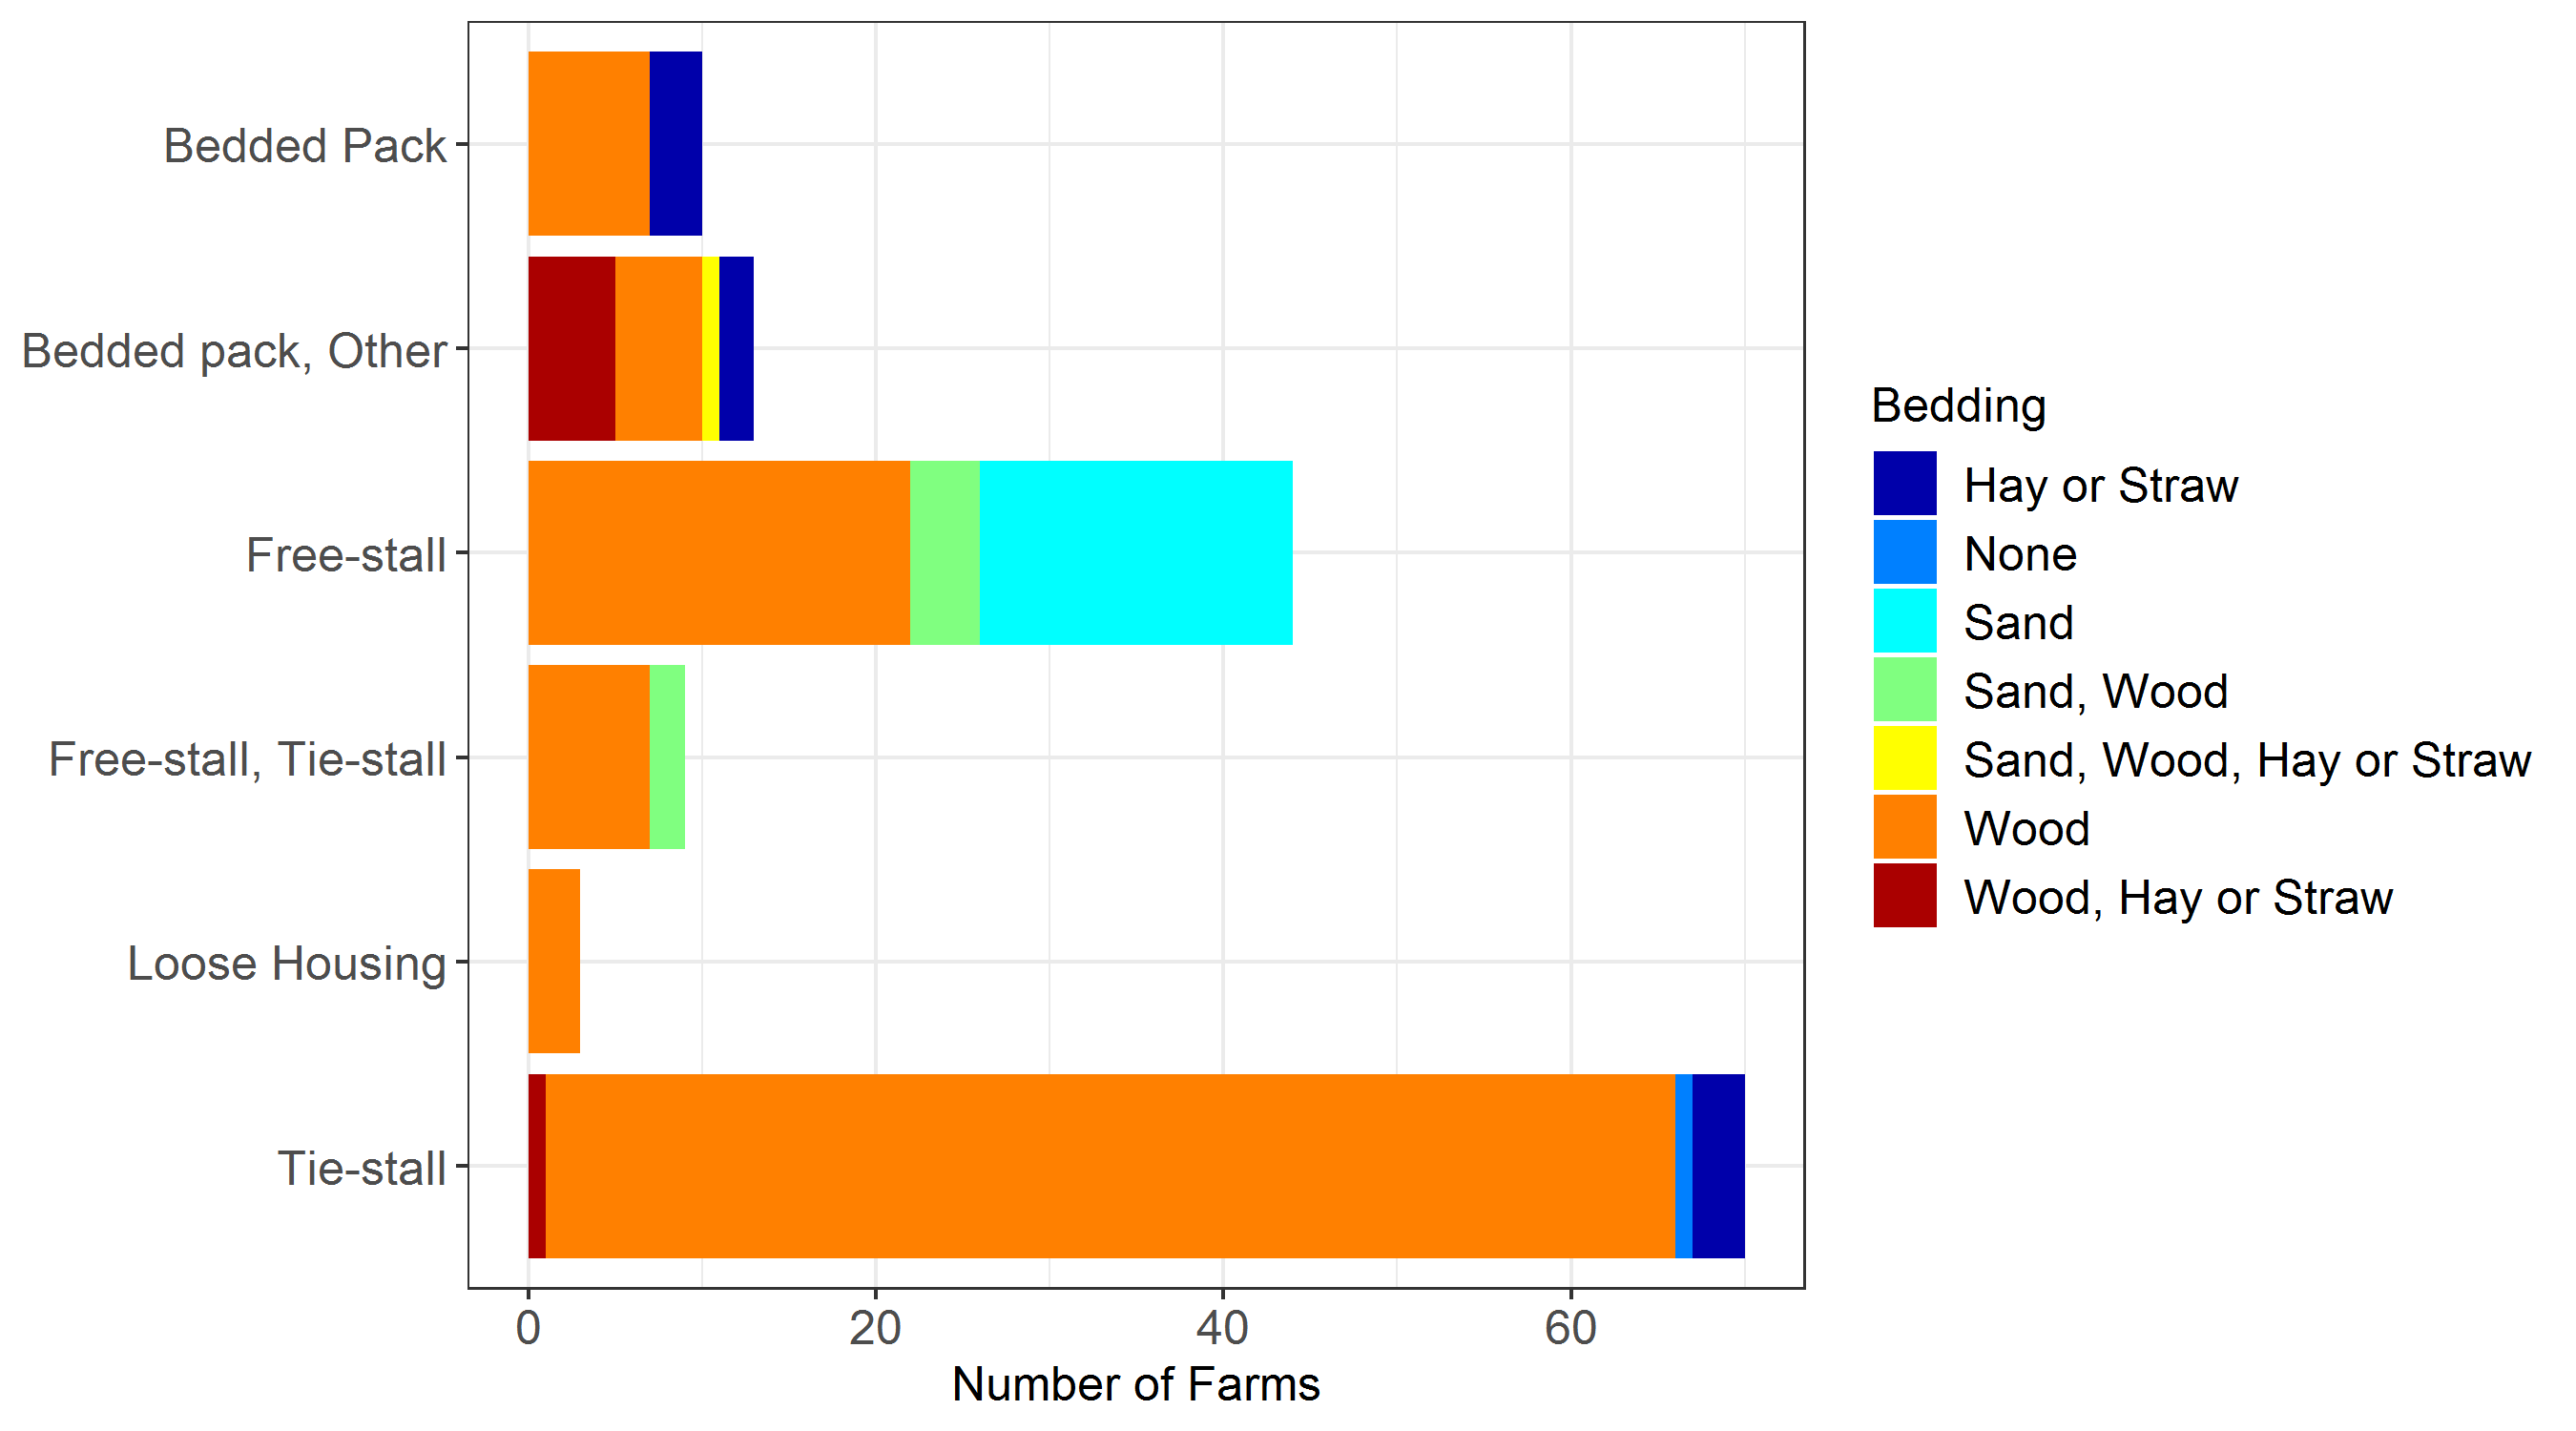 Bedded Pack
Bedded pack, Other
Free-stall
Free-stall, Tie-stall
Loose Housing
Tie-stall
0 20 40 60
Number of Farms
Bedding
Hay or Straw
None
Sand
Sand, Wood
Sand, Wood, Hay or Straw
Wood
Wood, Hay or Straw